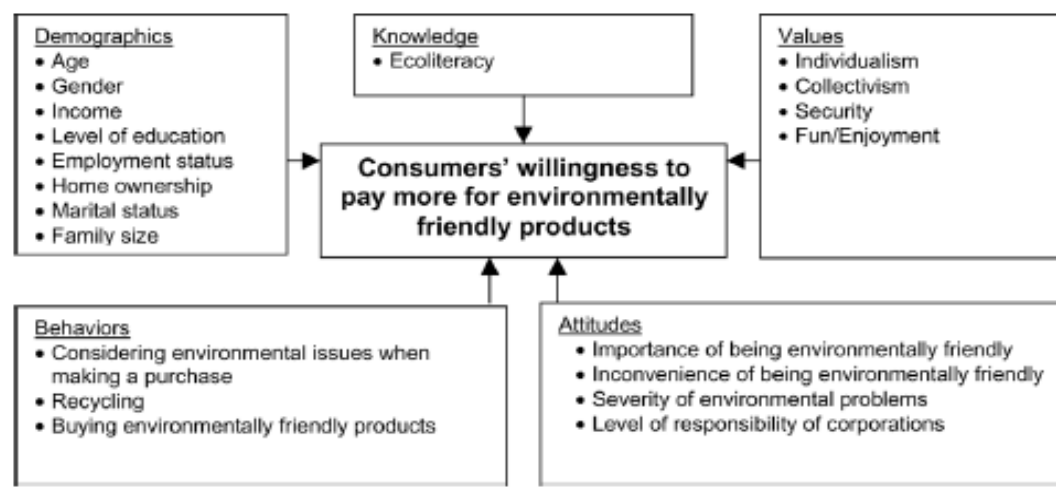 Demographics
• Age
• Gender
• Income
• Level of education
• Employment status
• Home ownership
• Marital status
• Family size
Knowledge
• Ecoliteracy
Values
• Individualism
• Collectivism
• Security
• Fun/Enjoyment
Consumers' willingness to
pay more for environmentally
friendly products
Behaviors
• Considering environmental issues when
making a purchase
• Recycling
• Buying environmentally friendly products
Attitudes
• Importance of being environmentally friendly
• Inconvenience of being environmentally friendly
• Severity of environmental problems
• Level of responsibility of corporations